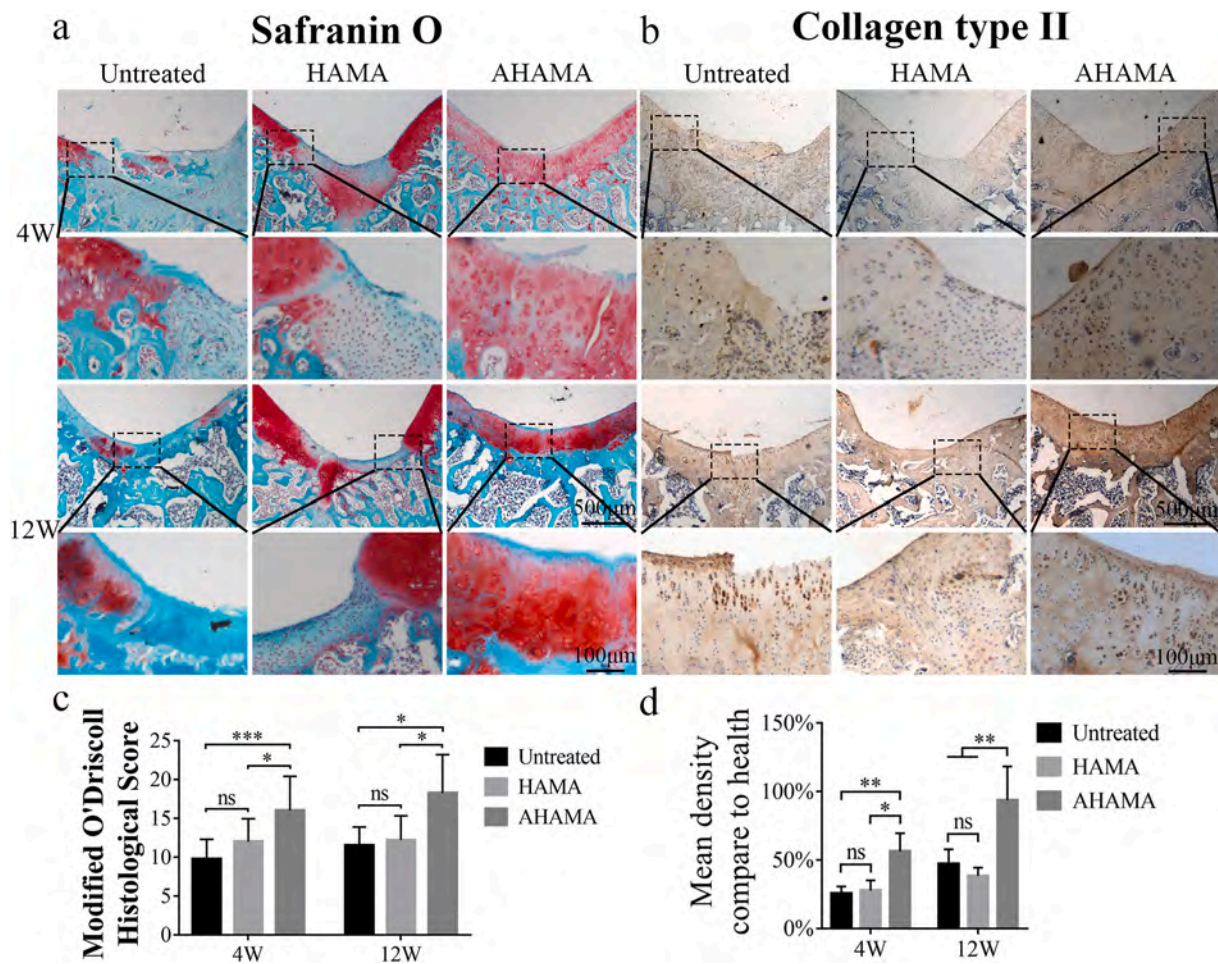 a Safranin O b Collagen type II
Untreated HAMA AHAMA Untreated HAMA AHAMA
4W
12W
500μm 500μm
100μm 100μm
c
Modified O'Driscoll
Histological Score
25
20
15
10
5
0
*** * ns
* * ns
4W 12W
Untreated
HAMA
AHAMA
d
Mean density
compare to health
150%
100%
50%
0%
** * ns
** ns
4W 12W
Untreated
HAMA
AHAMA